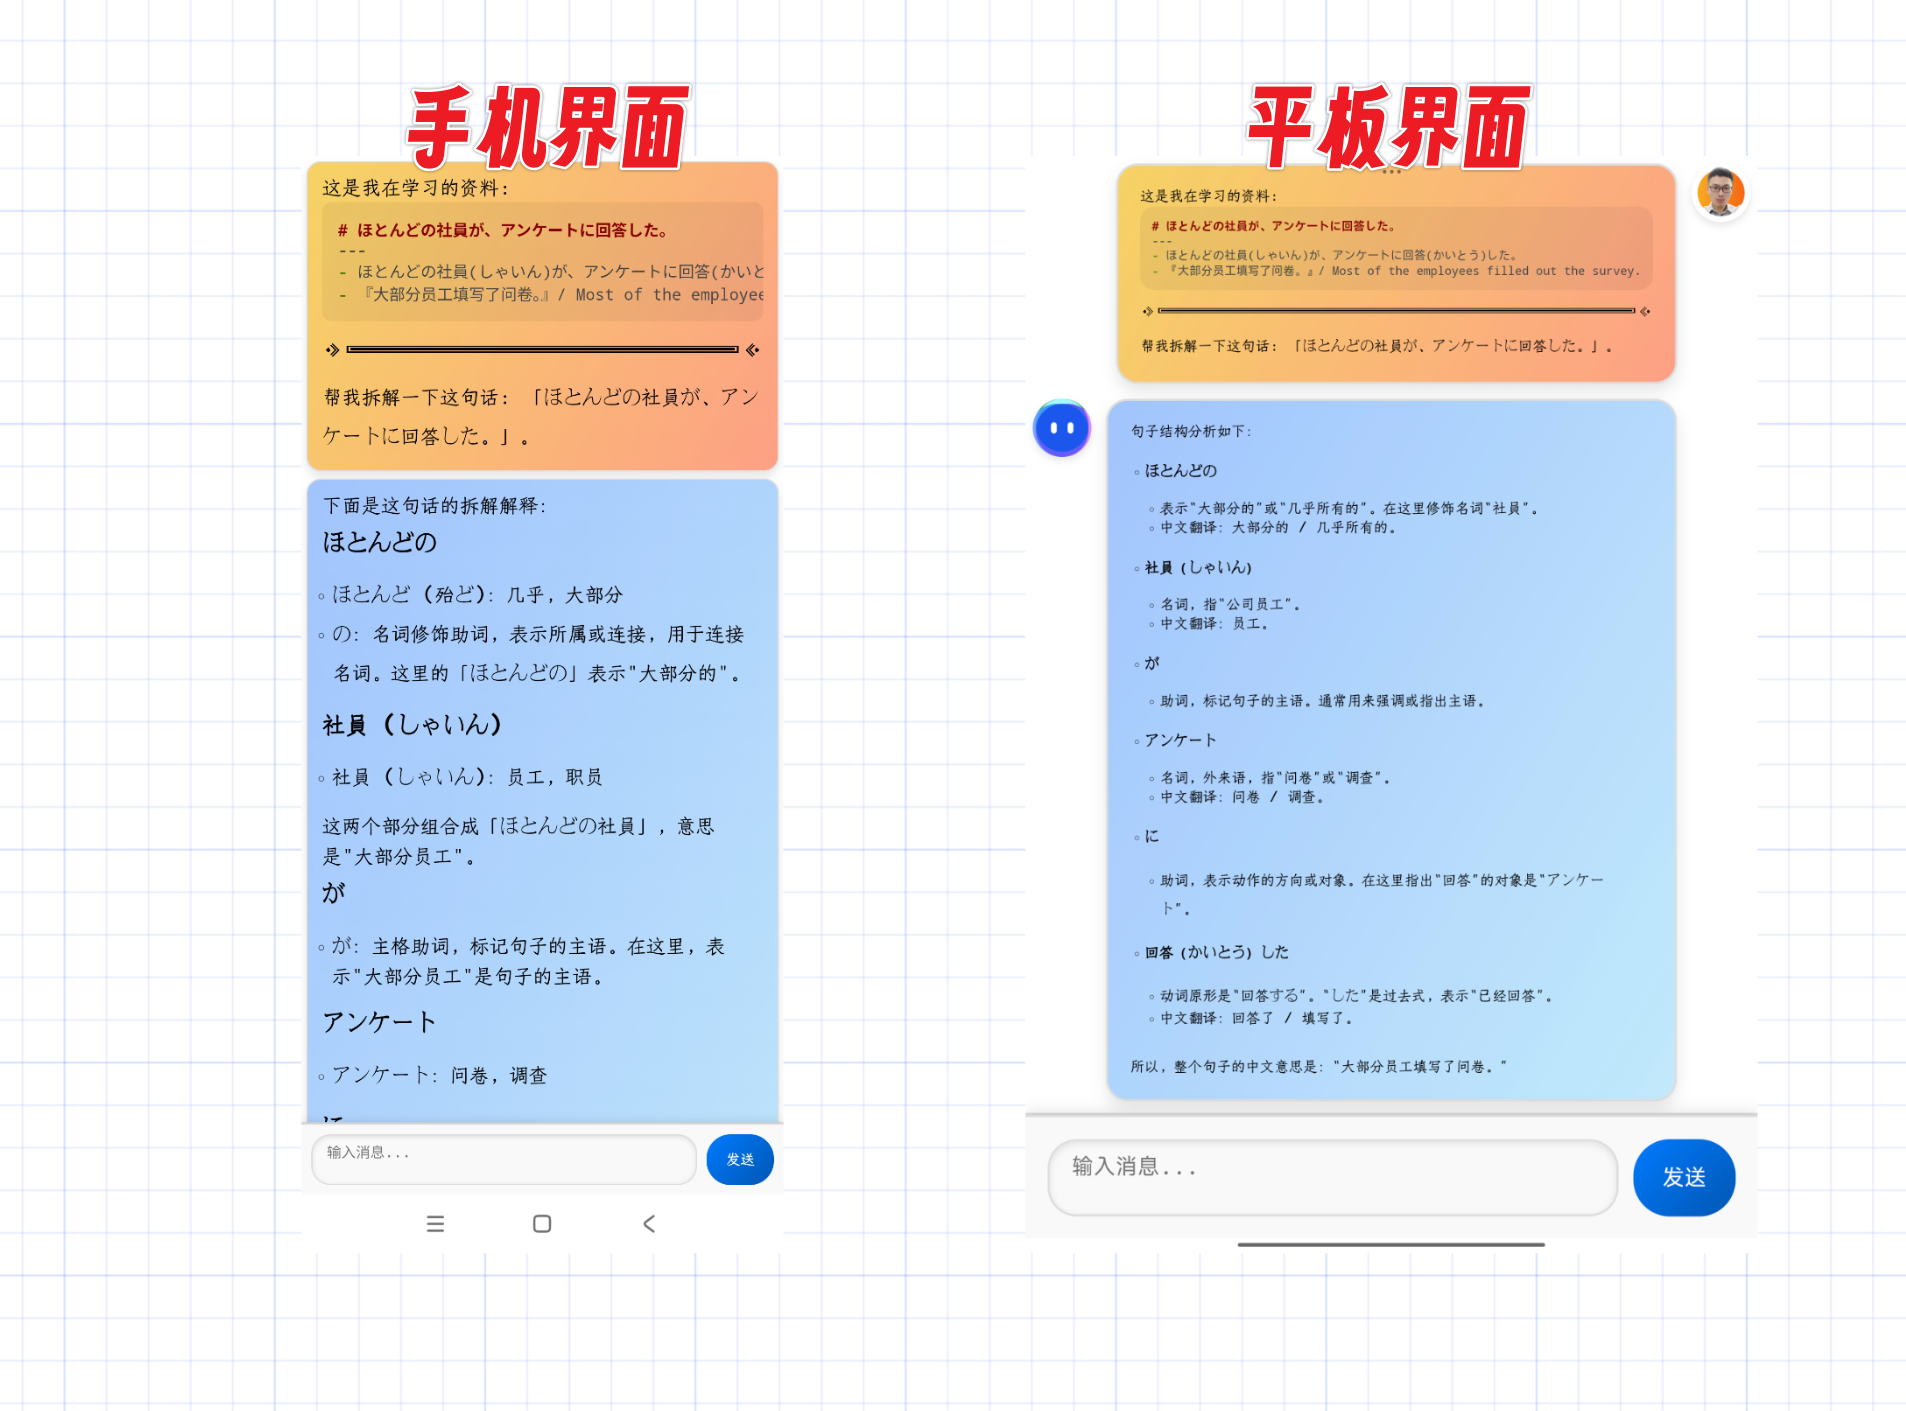 手机界面
这是我在学习的资料：
# ほとんどの社員が、アンケートに回答した。
---
- ほとんどの社員(しゃいん)が、アンケートに回答(かいと
- 『大部分员工填写了问卷。』/ Most of the employee
帮我拆解一下这句话：「ほとんどの社員が、アン
ケートに回答した。」。
下面是这句话的拆解解释：
ほとんどの
ほとんど (殆ど)：几乎，大部分
の：名词修饰助词，表示所属或连接，用于连接
名词。这里的「ほとんどの」表示"大部分的"。
社員 (しゃいん)
社員 (しゃいん)：员工，职员
这两个部分组合成「ほとんどの社員」，意思
是"大部分员工"。
が
が：主格助词，标记句子的主语。在这里，表
示"大部分员工"是句子的主语。
アンケート
アンケート：问卷，调查
输入消息...
发送
平板界面
这是我在学习的资料：
# ほとんどの社員が、アンケートに回答した。
---
- ほとんどの社員(しゃいん)が、アンケートに回答(かいとう)した。
- 『大部分员工填写了问卷。』/ Most of the employees filled out the survey.
帮我拆解一下这句话：「ほとんどの社員が、アンケートに回答した。」。
句子结构分析如下：
ほとんどの
表示"大部分的"或"几乎所有的"。在这里修饰名词"社員"。
中文翻译：大部分的 / 几乎所有的。
社員 (しゃいん)
名词，指"公司员工"。
中文翻译：员工。
が
助词，标记句子的主语。通常用来强调或指出主语。
アンケート
名词，外来语，指"问卷"或"调查"。
中文翻译：问卷 / 调查。
に
助词，表示动作的方向或对象。在这里指出"回答"的对象是"アンケー
ト"。
回答 (かいとう) した
动词原形是"回答する"。"した"是过去式，表示"已经回答"。
中文翻译：回答了 / 填写了。
所以，整个句子的中文意思是："大部分员工填写了问卷。"
输入消息...
发送